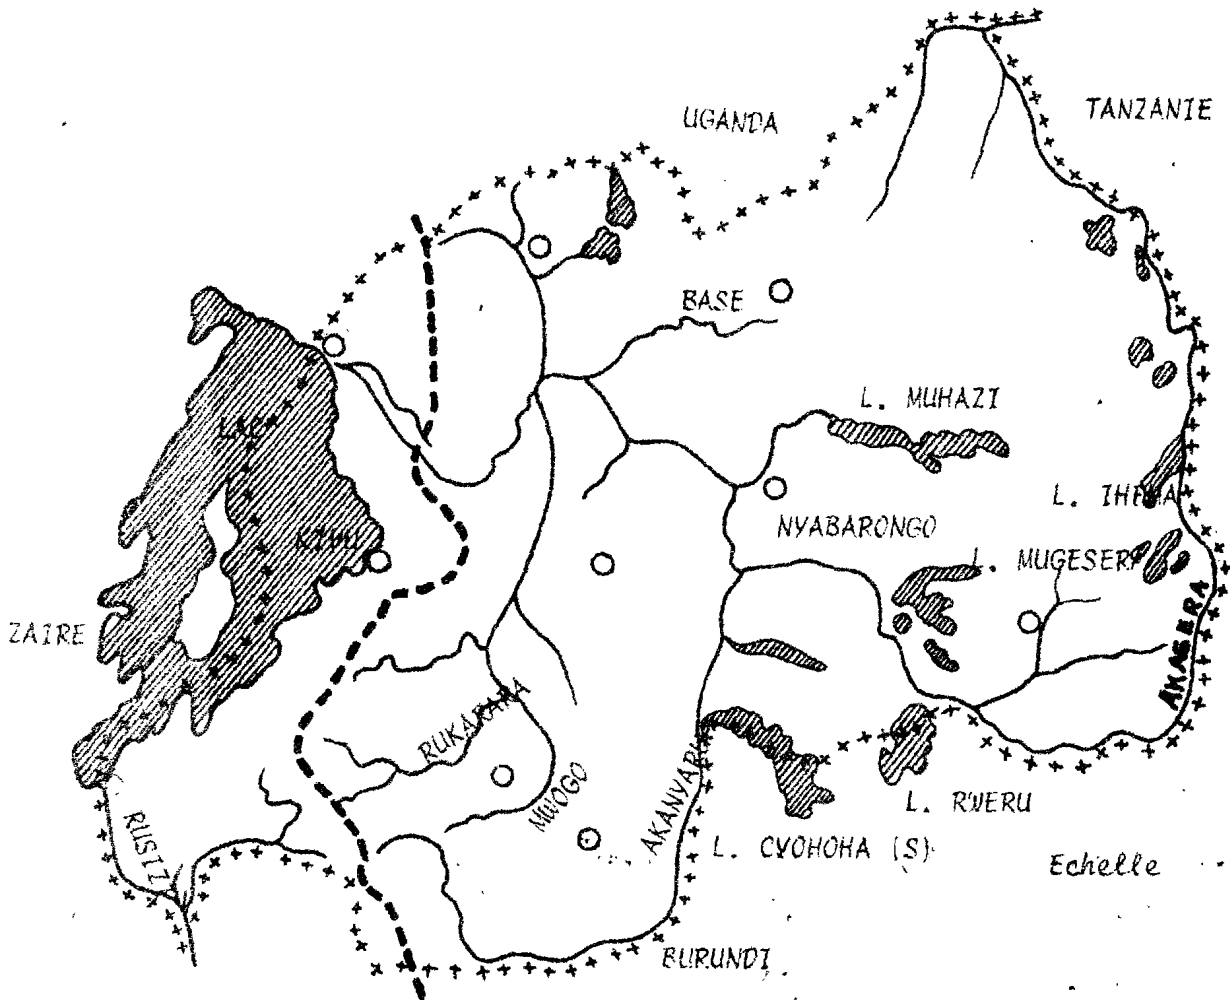 UGANDA
TANZANIE
BASE
L. MUHAZI
LAC
L. IHEMA
NYABARONGO
KIVU
L. MUGESERA
ZAIRE
AKAGERA
RUKARARA
MWOGO
AKANYARU
L. RWERU
RUSIZI
L. CYOHOHA (S)
Echelle
BURUNDI